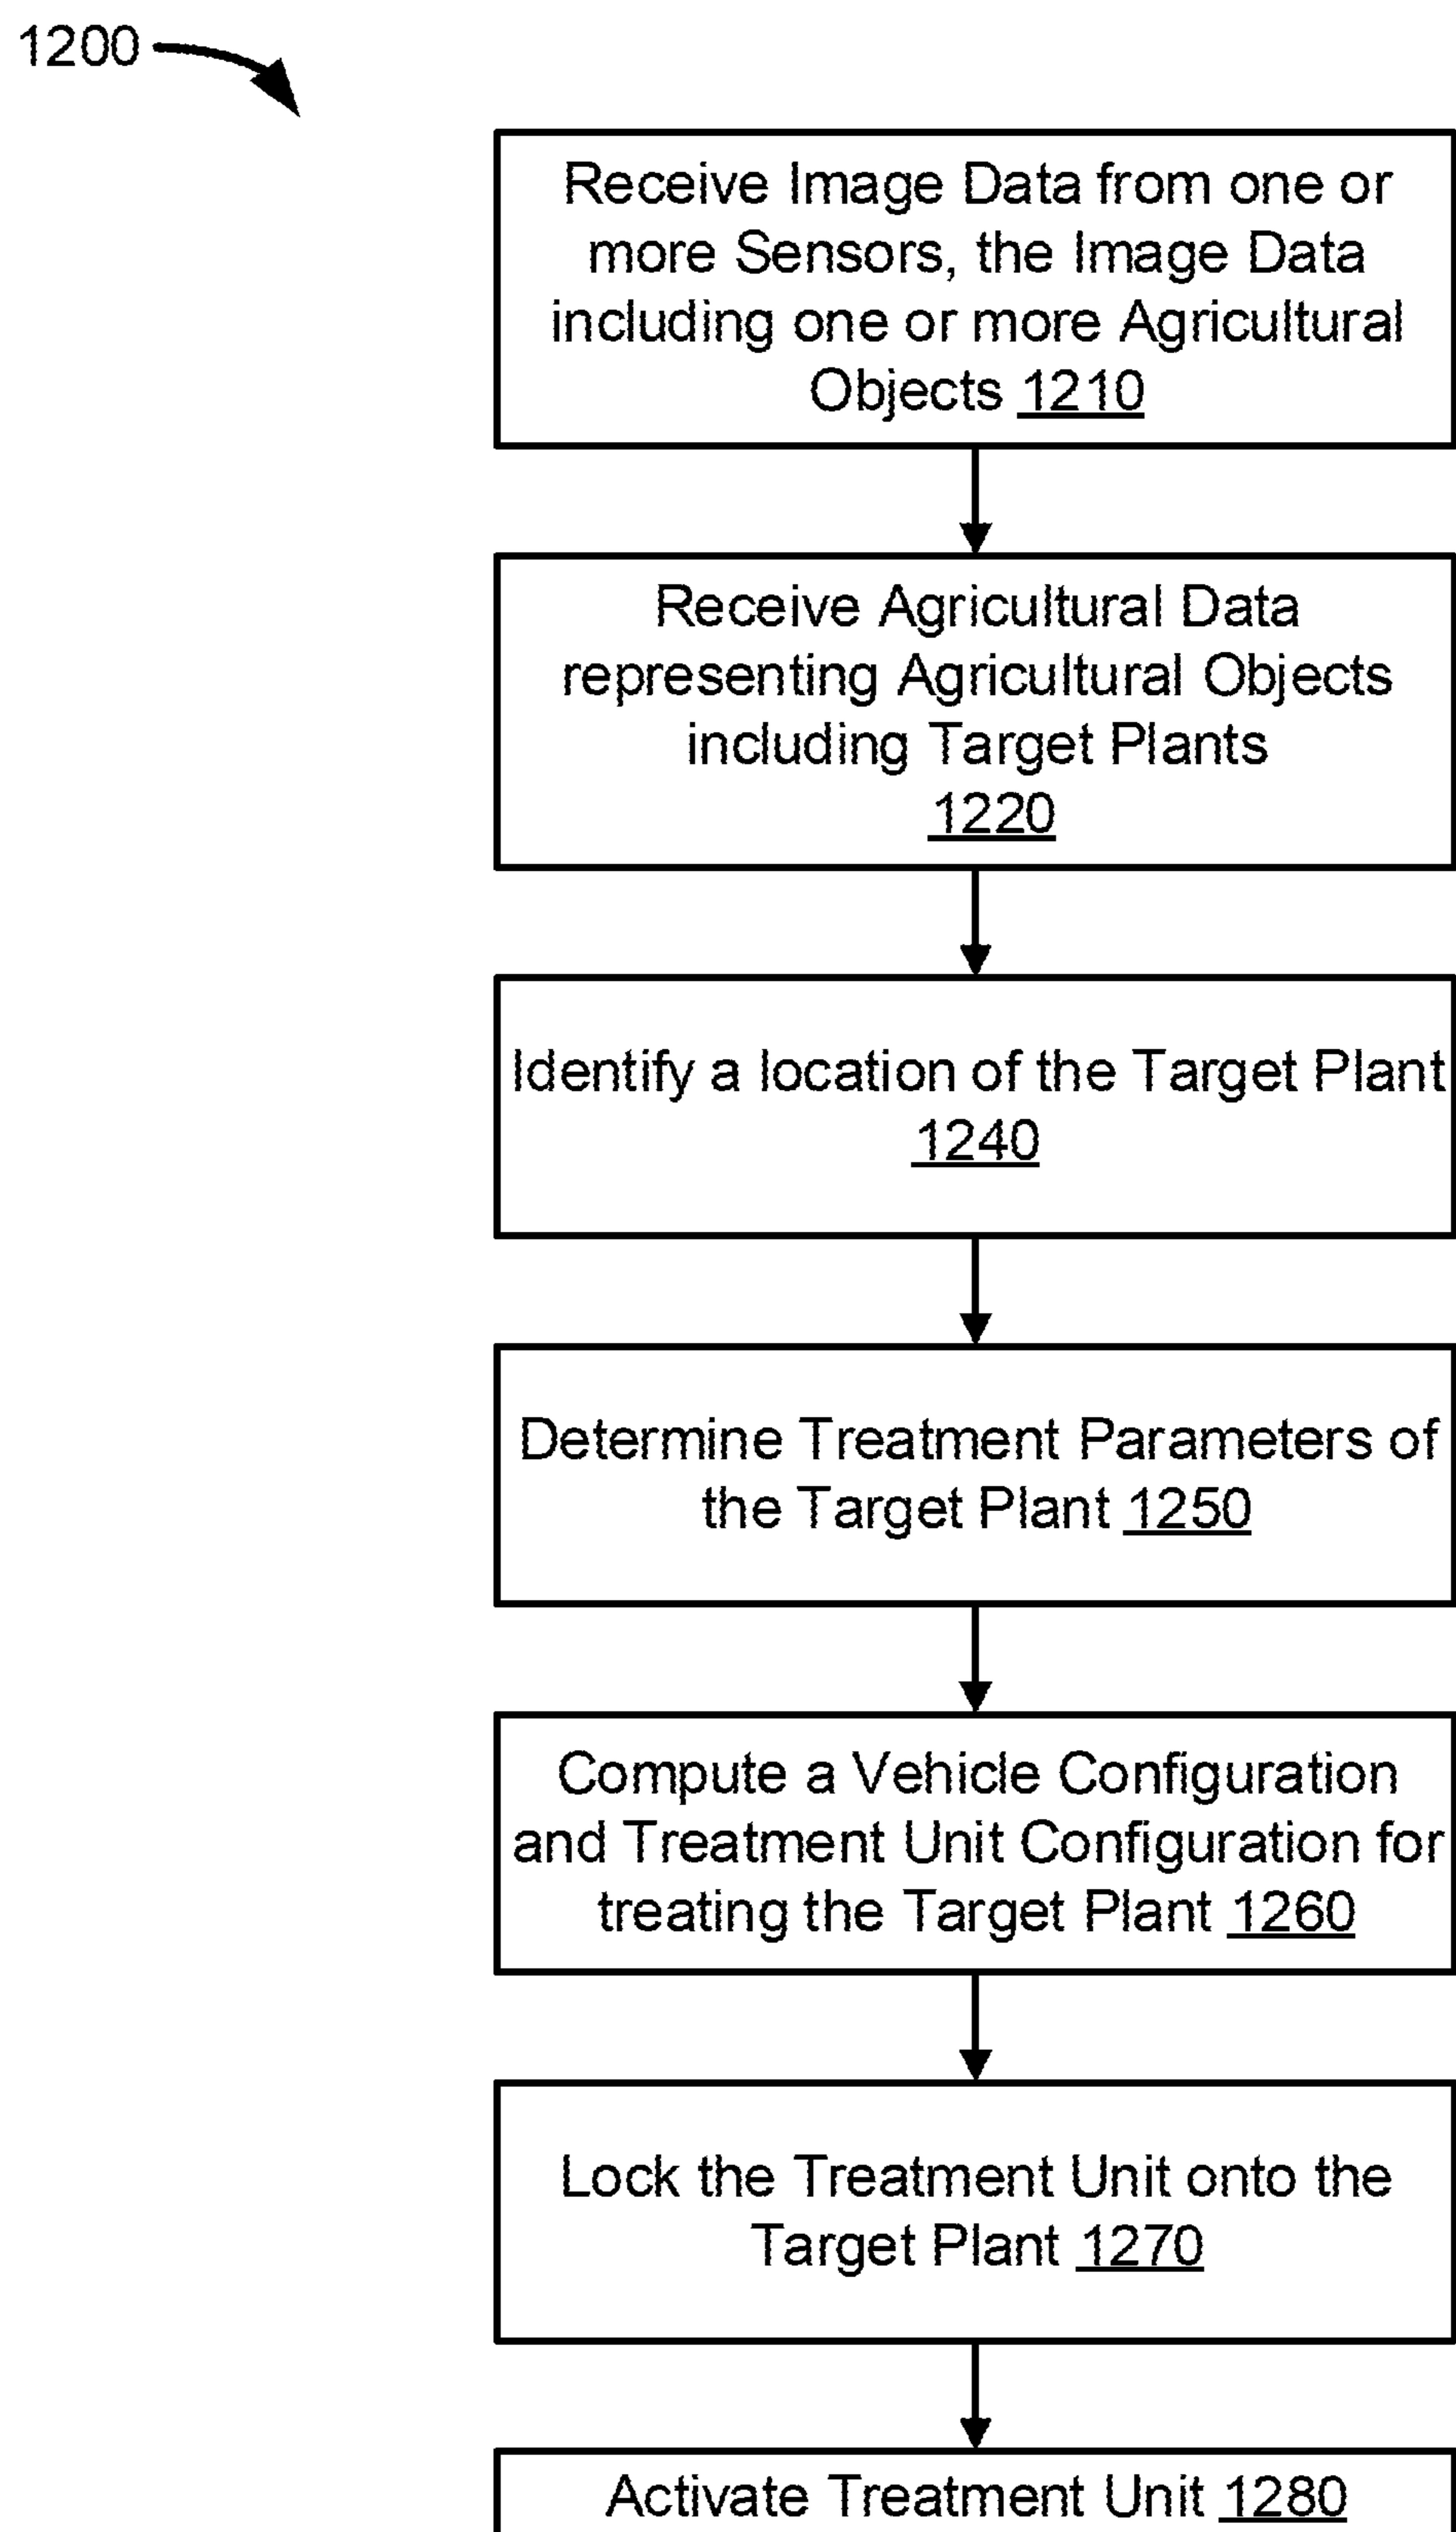 1200
Receive Image Data from one or
more Sensors, the Image Data
including one or more Agricultural
Objects 1210
Receive Agricultural Data
representing Agricultural Objects
including Target Plants
1220
Identify a location of the Target Plant
1240
Determine Treatment Parameters of
the Target Plant 1250
Compute a Vehicle Configuration
and Treatment Unit Configuration for
treating the Target Plant 1260
Lock the Treatment Unit onto the
Target Plant 1270
Activate Treatment Unit 1280